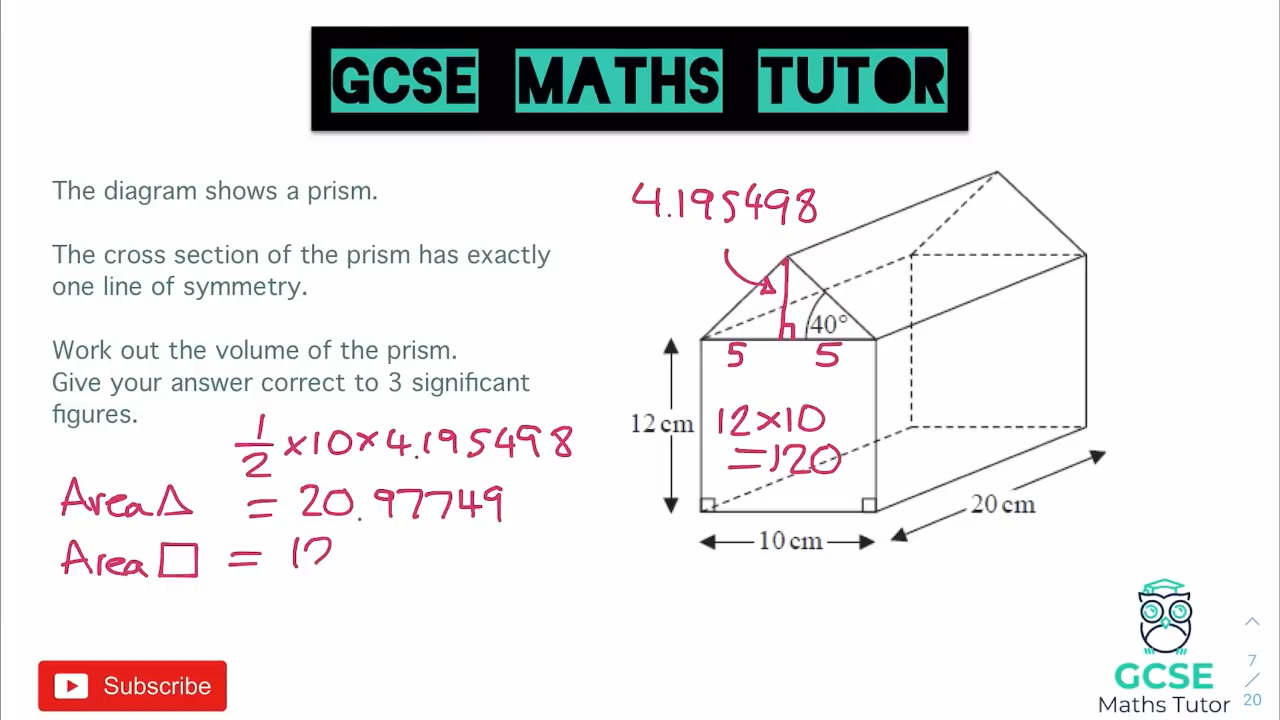 GCSE MATHS TUTOR
The diagram shows a prism.
The cross section of the prism has exactly
one line of symmetry.
Work out the volume of the prism.
Give your answer correct to 3 significant
figures.
1/2 ×10×4.195498
Area △ = 20.97749
Area □ = 12
4.195498
40°
5 5
12 cm
12×10
=120
10 cm
20 cm
Subscribe
GCSE
Maths Tutor
7
/
20